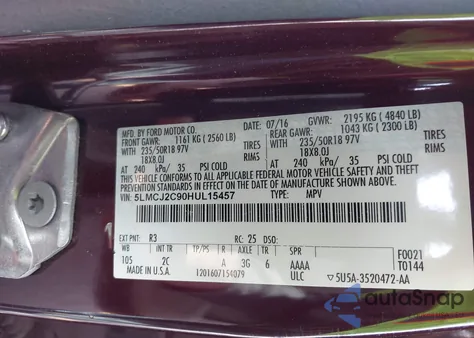 MFD. BY FORD MOTOR CO.
07/16 GVWR: 2195 KG (4840 LB)
FRONT GAWR: 1161 KG (2560 LB) REAR GAWR: 1043 KG (2300 LB)
WITH 235/50R18 97V TIRES WITH 235/50R18 97V TIRES
18X8.0J RIMS 18X8.0J RIMS
AT 240 kPa/ 35 PSI COLD AT 240 kPa/ 35 PSI COLD
THIS VEHICLE CONFORMS TO ALL APPLICABLE FEDERAL MOTOR
VEHICLE SAFETY AND THEFT PREVENTION STANDARDS IN EFFECT
ON THE DATE OF MANUFACTURE SHOWN ABOVE.
VIN: 5LMCJ2C90HUL15457 TYPE: MPV
EXT PNT: R3 RC: 25 DSO: F0021
WB INT TR TP/PS R AXLE TR SPR T0144
105 2C A 3G 6 AAAA
MADE IN U.S.A. 1201607154079 ULC ▽5U5A-3520472-AA
autoSnap